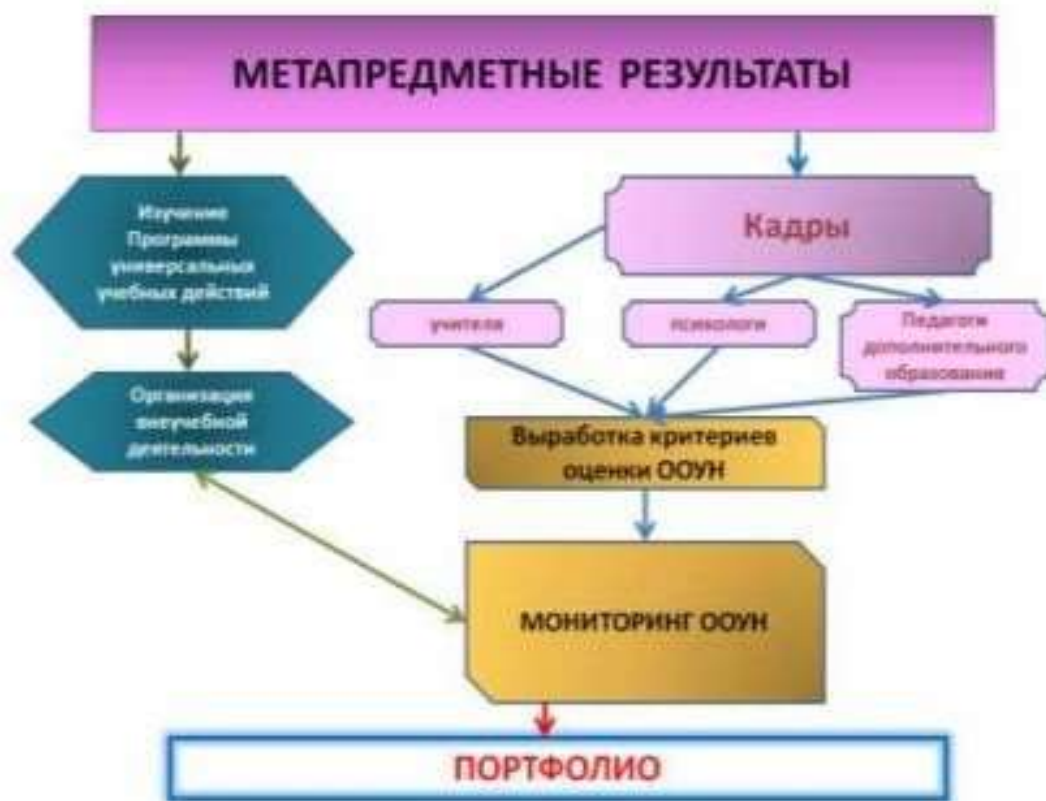 МЕТАПРЕДМЕТНЫЕ РЕЗУЛЬТАТЫ
Изучение
Программы
универсальных
учебных действий
Кадры
учителя
психологи
Педагоги
дополнительного
образования
Организация
внеучебной
деятельности
Выработка критериев
оценки ООУН
МОНИТОРИНГ ООУН
ПОРТФОЛИО